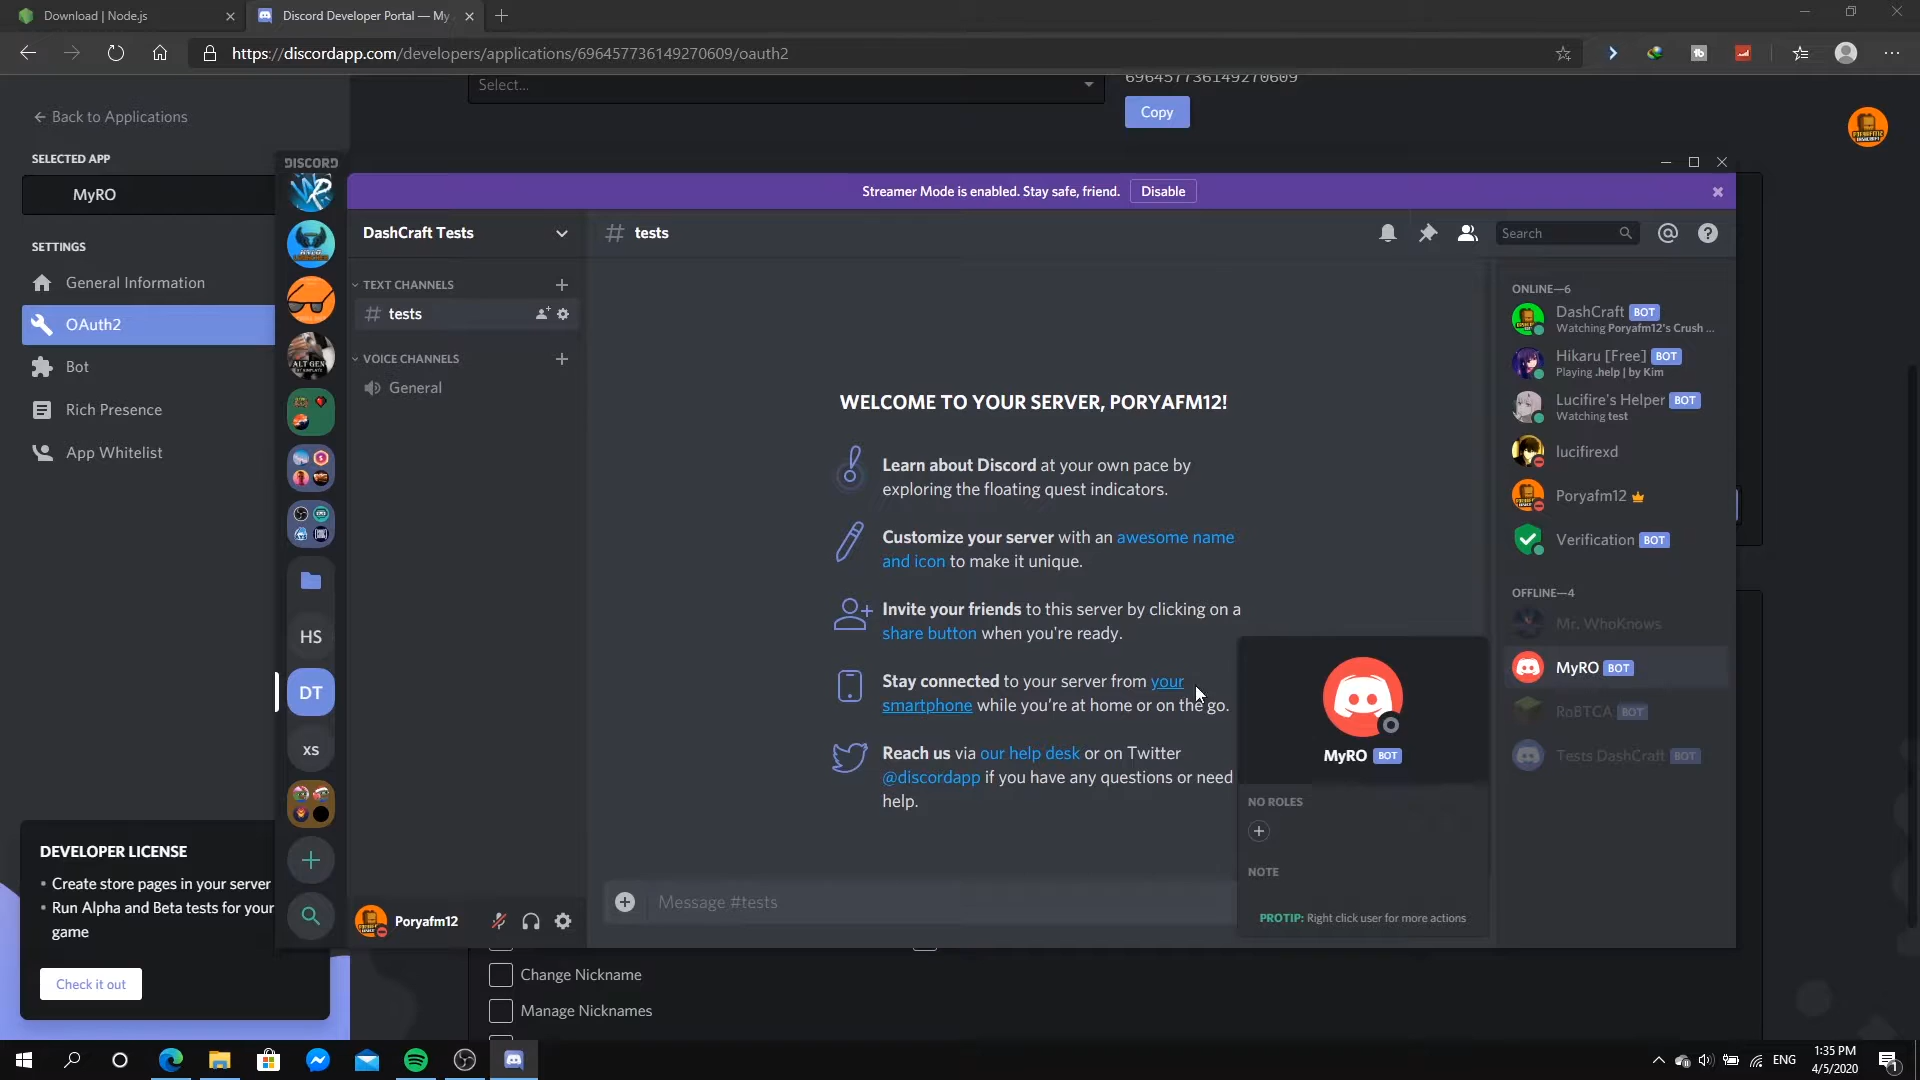 Download | Node.js
Discord Developer Portal — My
https://discordapp.com/developers/applications/696457736149270609/oauth2
Back to Applications
SELECTED APP
MyRO
SETTINGS
General Information
OAuth2
Bot
Rich Presence
App Whitelist
DEVELOPER LICENSE
Create store pages in your server
Run Alpha and Beta tests for your
game
Check it out
Select...
696457736149270609
Copy
DISCORD
Streamer Mode is enabled. Stay safe, friend.
Disable
DashCraft Tests
TEXT CHANNELS
tests
VOICE CHANNELS
General
HS
DT
xs
Poryafm12
# tests
Search
WELCOME TO YOUR SERVER, PORYAFM12!
Learn about Discord at your own pace by
exploring the floating quest indicators.
Customize your server with an awesome name
and icon to make it unique.
Invite your friends to this server by clicking on a
share button when you're ready.
Stay connected to your server from your
smartphone while you're at home or on the go.
Reach us via our help desk or on Twitter
@discordapp if you have any questions or need
help.
Message #tests
MyRO BOT
NO ROLES
NOTE
PROTIP: Right click user for more actions
ONLINE—6
DashCraft BOT
Watching Poryafm12's Crush ...
Hikaru [Free] BOT
Playing .help | by Kim
Lucifire's Helper BOT
Watching test
lucifirexd
Poryafm12
Verification BOT
OFFLINE—4
Mr. WhoKnows
MyRO BOT
RoBTCA BOT
Tests DashCraft BOT
Change Nickname
Manage Nicknames
ENG
1:35 PM
4/5/2020